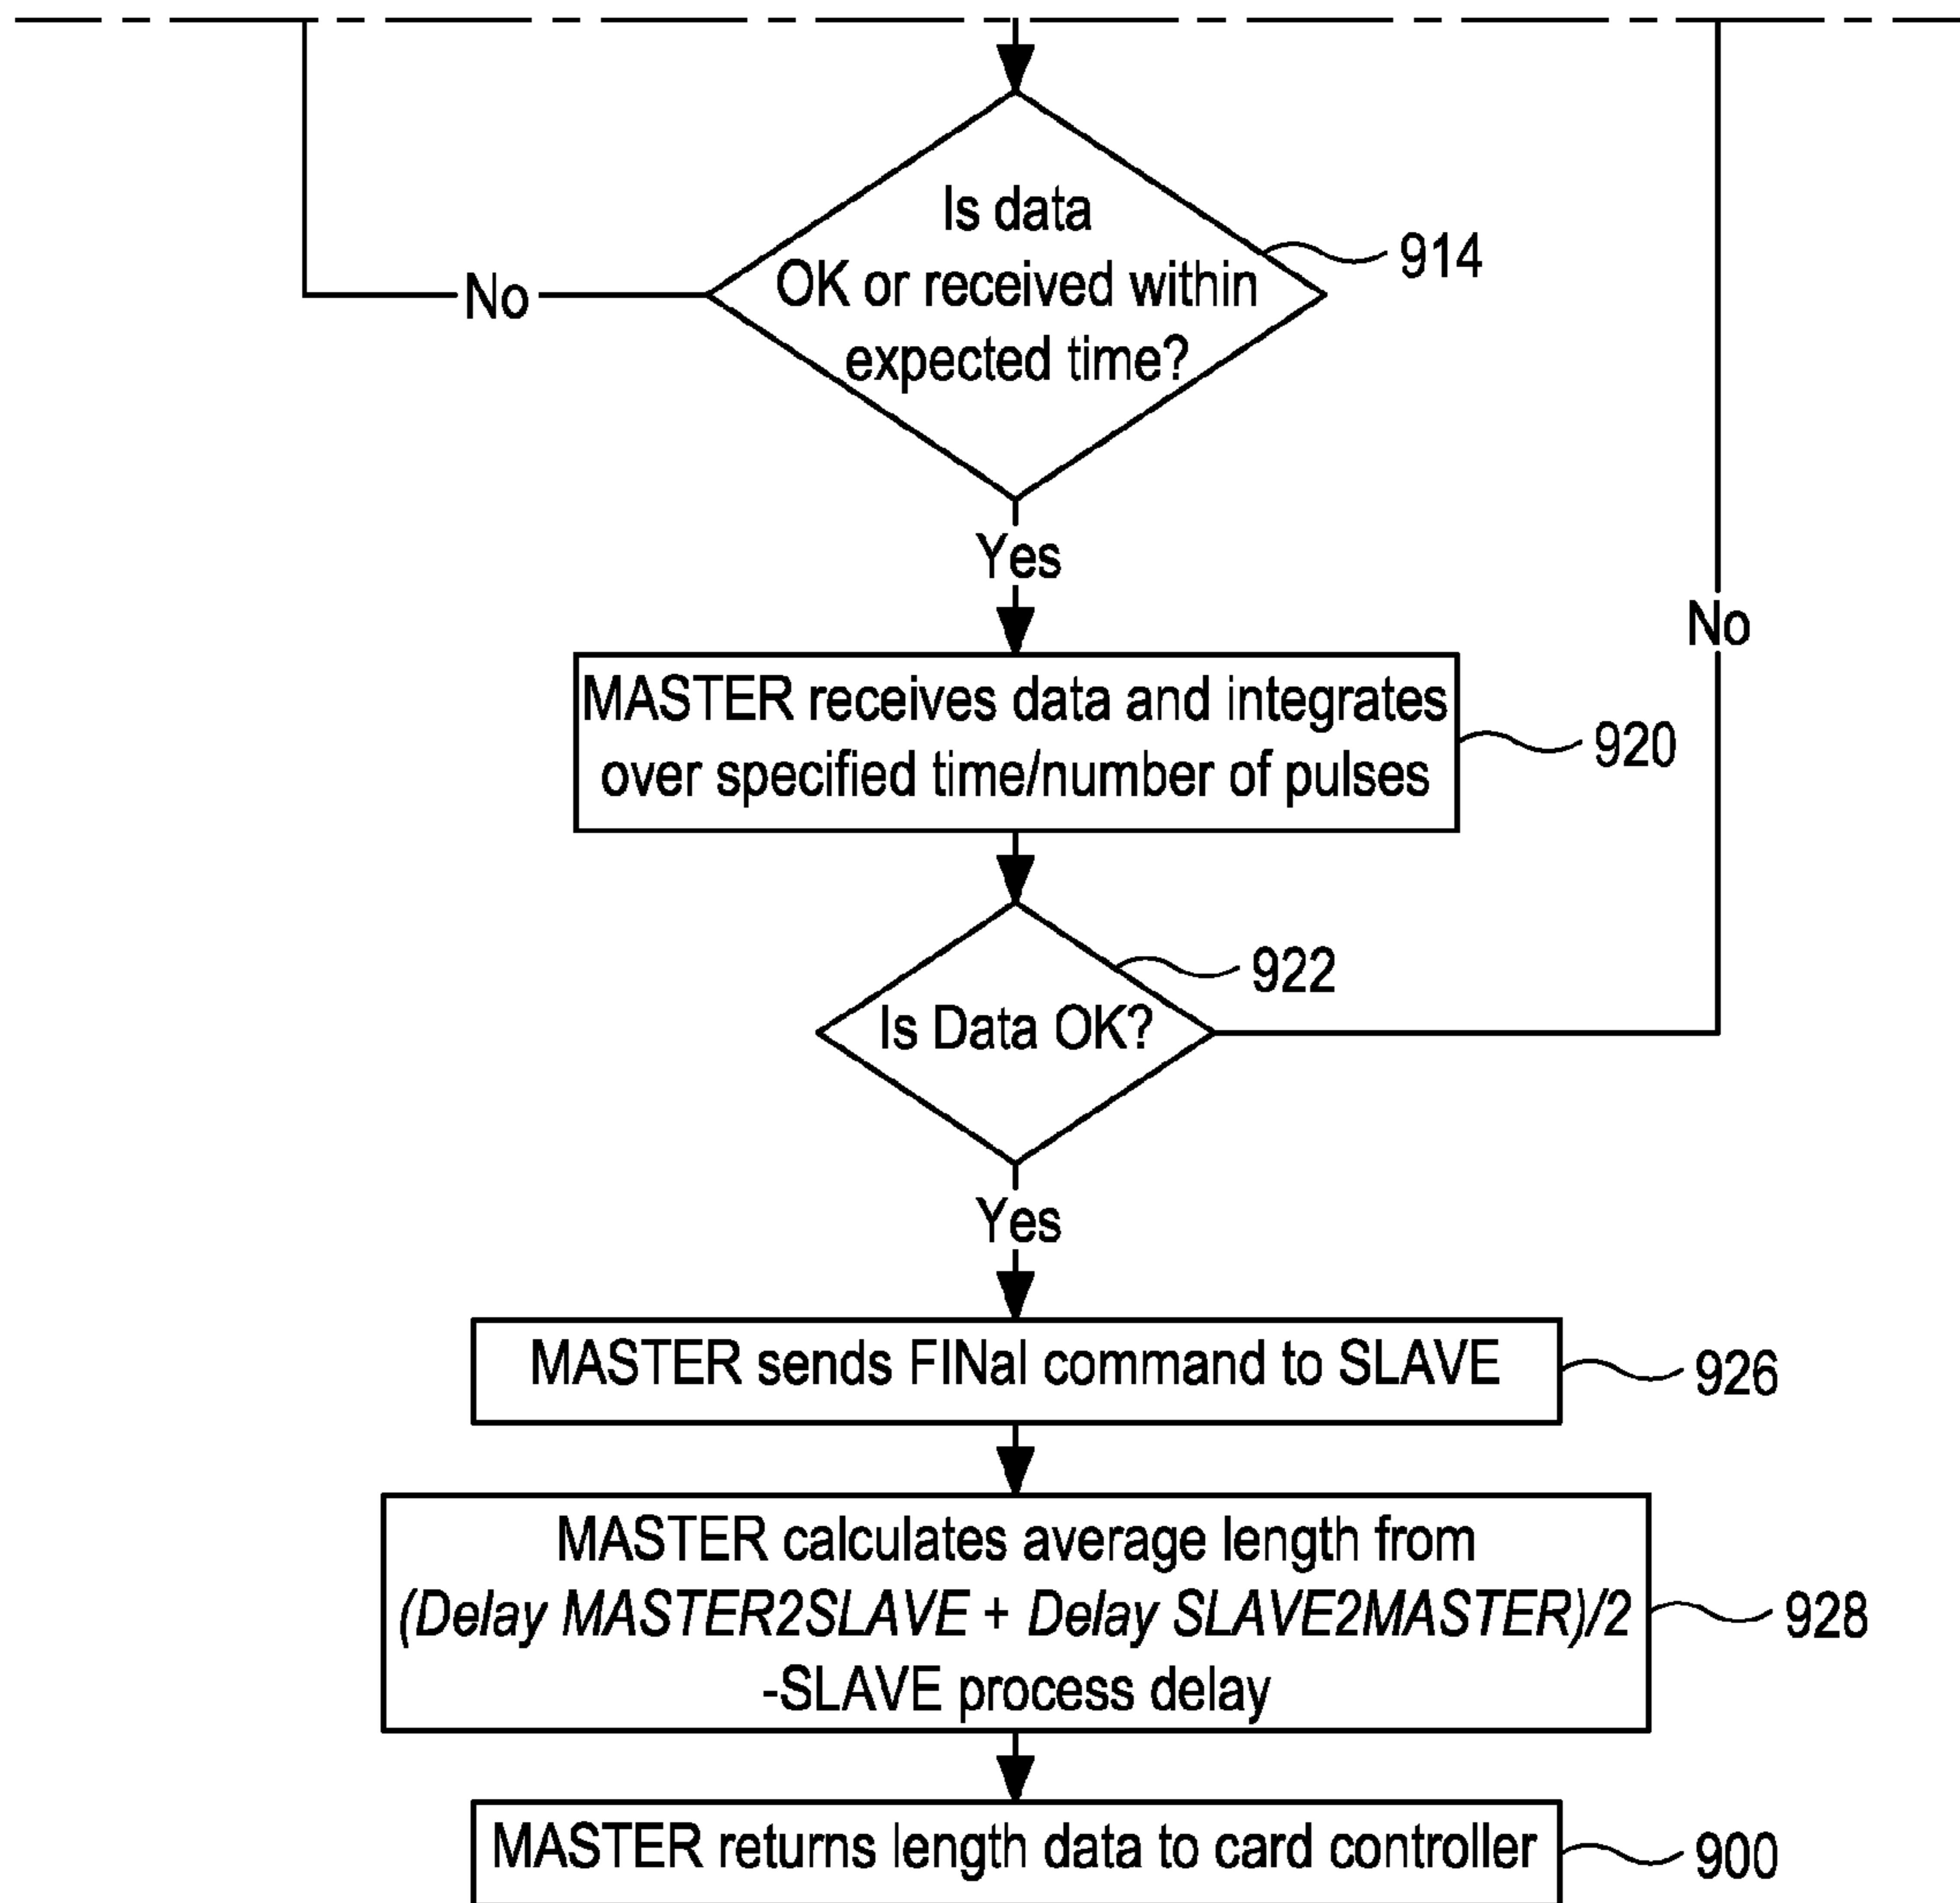 Is data
OK or received within
expected time?
914
No
Yes
MASTER receives data and integrates
over specified time/number of pulses
920
No
Is Data OK?
922
Yes
MASTER sends FINal command to SLAVE
926
MASTER calculates average length from
(Delay MASTER2SLAVE + Delay SLAVE2MASTER)/2
-SLAVE process delay
928
MASTER returns length data to card controller
900